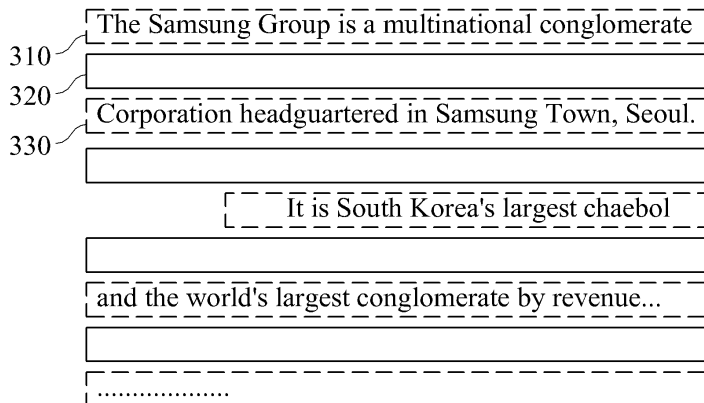 The Samsung Group is a multinational conglomerate
310
320
Corporation headguartered in Samsung Town, Seoul.
330
It is South Korea's largest chaebol
and the world's largest conglomerate by revenue...
...................